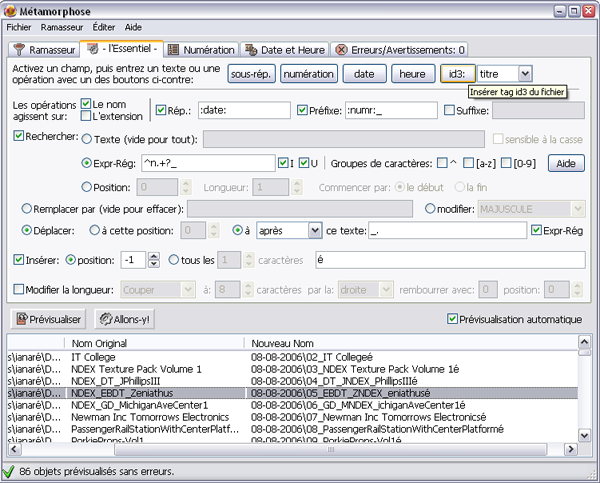 Métamorphose
Fichier Ramasseur Éditer Aide
Ramasseur - l'Essentiel - Numérotation Date et Heure Erreurs/Avertissements: 0
Activez un champ, puis entrez un texte ou une
opération avec un des boutons ci-contre:
sous-rép. numérotation date heure id3: titre
Insérer tag id3 du fichier
Les opérations
agissent sur:
Le nom
L'extension
Rép.: :date: Préfixe: :numr:_ Suffixe:
Rechercher: Texte (vide pour tout): sensible à la casse
Expr-Rég: ^n.+?_ I U Groupes de caractères: ^ [a-z] [0-9] Aide
Position: 0 Longueur: 1 Commencer par: le début la fin
Remplacer par (vide pour effacer): modifier: MAJUSCULE
Déplacer: à cette position: 0 à après ce texte: _. Expr-Rég
Insérer: position: -1 tous les 1 caractères é
Modifier la longueur: Couper à: 8 caractères par la: droite rembourrer avec: 0 position: 0
Prévisualiser Allons-y! Prévisualisation automatique
Nom Original Nouveau Nom
s\ianaré\D... IT College 08-08-2006\02_IT Collegeé
s\ianaré\D... NDEX Texture Pack Volume 1 08-08-2006\03_NDEX Texture Pack Volume 1é
s\ianaré\D... NDEX_DT_JPhillipsIII 08-08-2006\04_DT_JNDEX_PhillipsIIIé
s\ianaré\D... NDEX_EBDT_Zeniathus 08-08-2006\05_EBDT_ZNDEX_eniathusé
s\ianaré\D... NDEX_GD_MichiganAveCenter1 08-08-2006\06_GD_MNDEX_ichiganAveCenter1é
s\ianaré\D... Newman Inc Tomorrows Electronics 08-08-2006\07_Newman Inc Tomorrows Electronicsé
s\ianaré\D... PassengerRailStationWithCenterPlatf... 08-08-2006\08_PassengerRailStationWithCenterPlatformé
s\ianaré\D... PorkieProns-Vol1 08-08-2006\09_PorkieProns-Vol1é
86 objets prévisualisés sans erreurs.